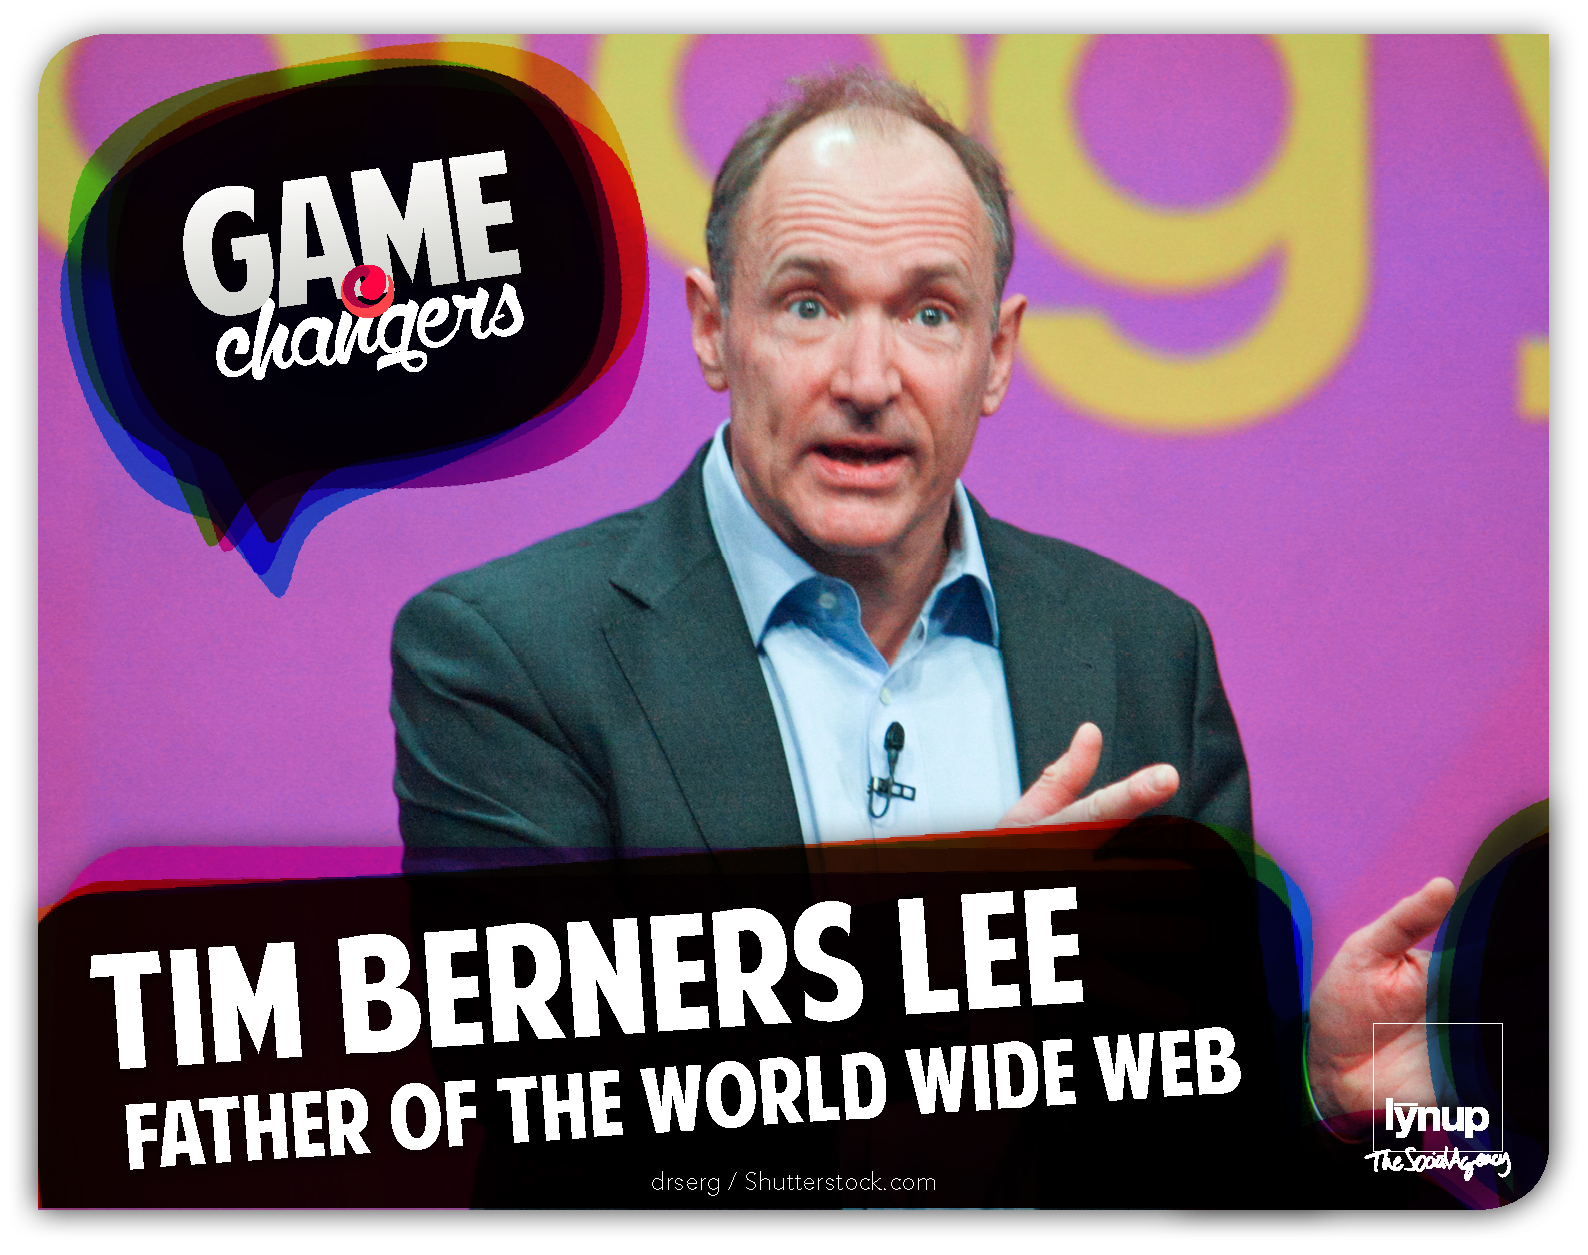 GAME
changers
TIM BERNERS LEE
FATHER OF THE WORLD WIDE WEB
drserg / Shutterstock.com
lynup
The Social Agency